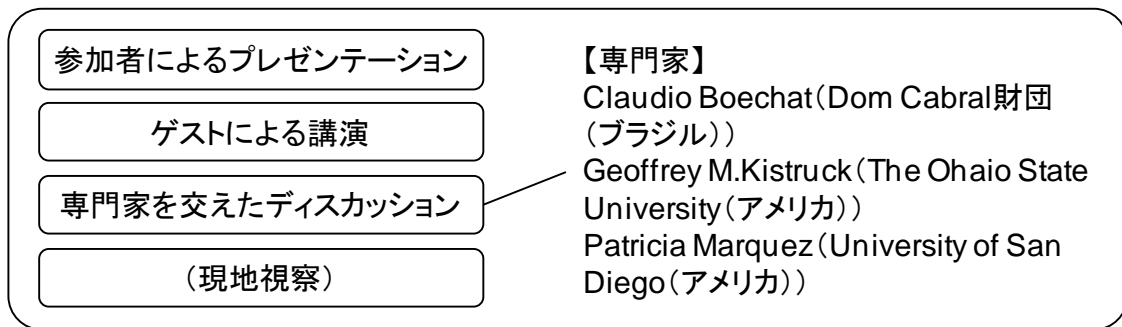 参加者によるプレゼンテーション
ゲストによる講演
専門家を交えたディスカッション
（現地視察）
【専門家】
Claudio Boechat（Dom Cabral財団
（ブラジル））
Geoffrey M.Kistruck（The Ohaio State
University（アメリカ））
Patricia Marquez（University of San
Diego（アメリカ））